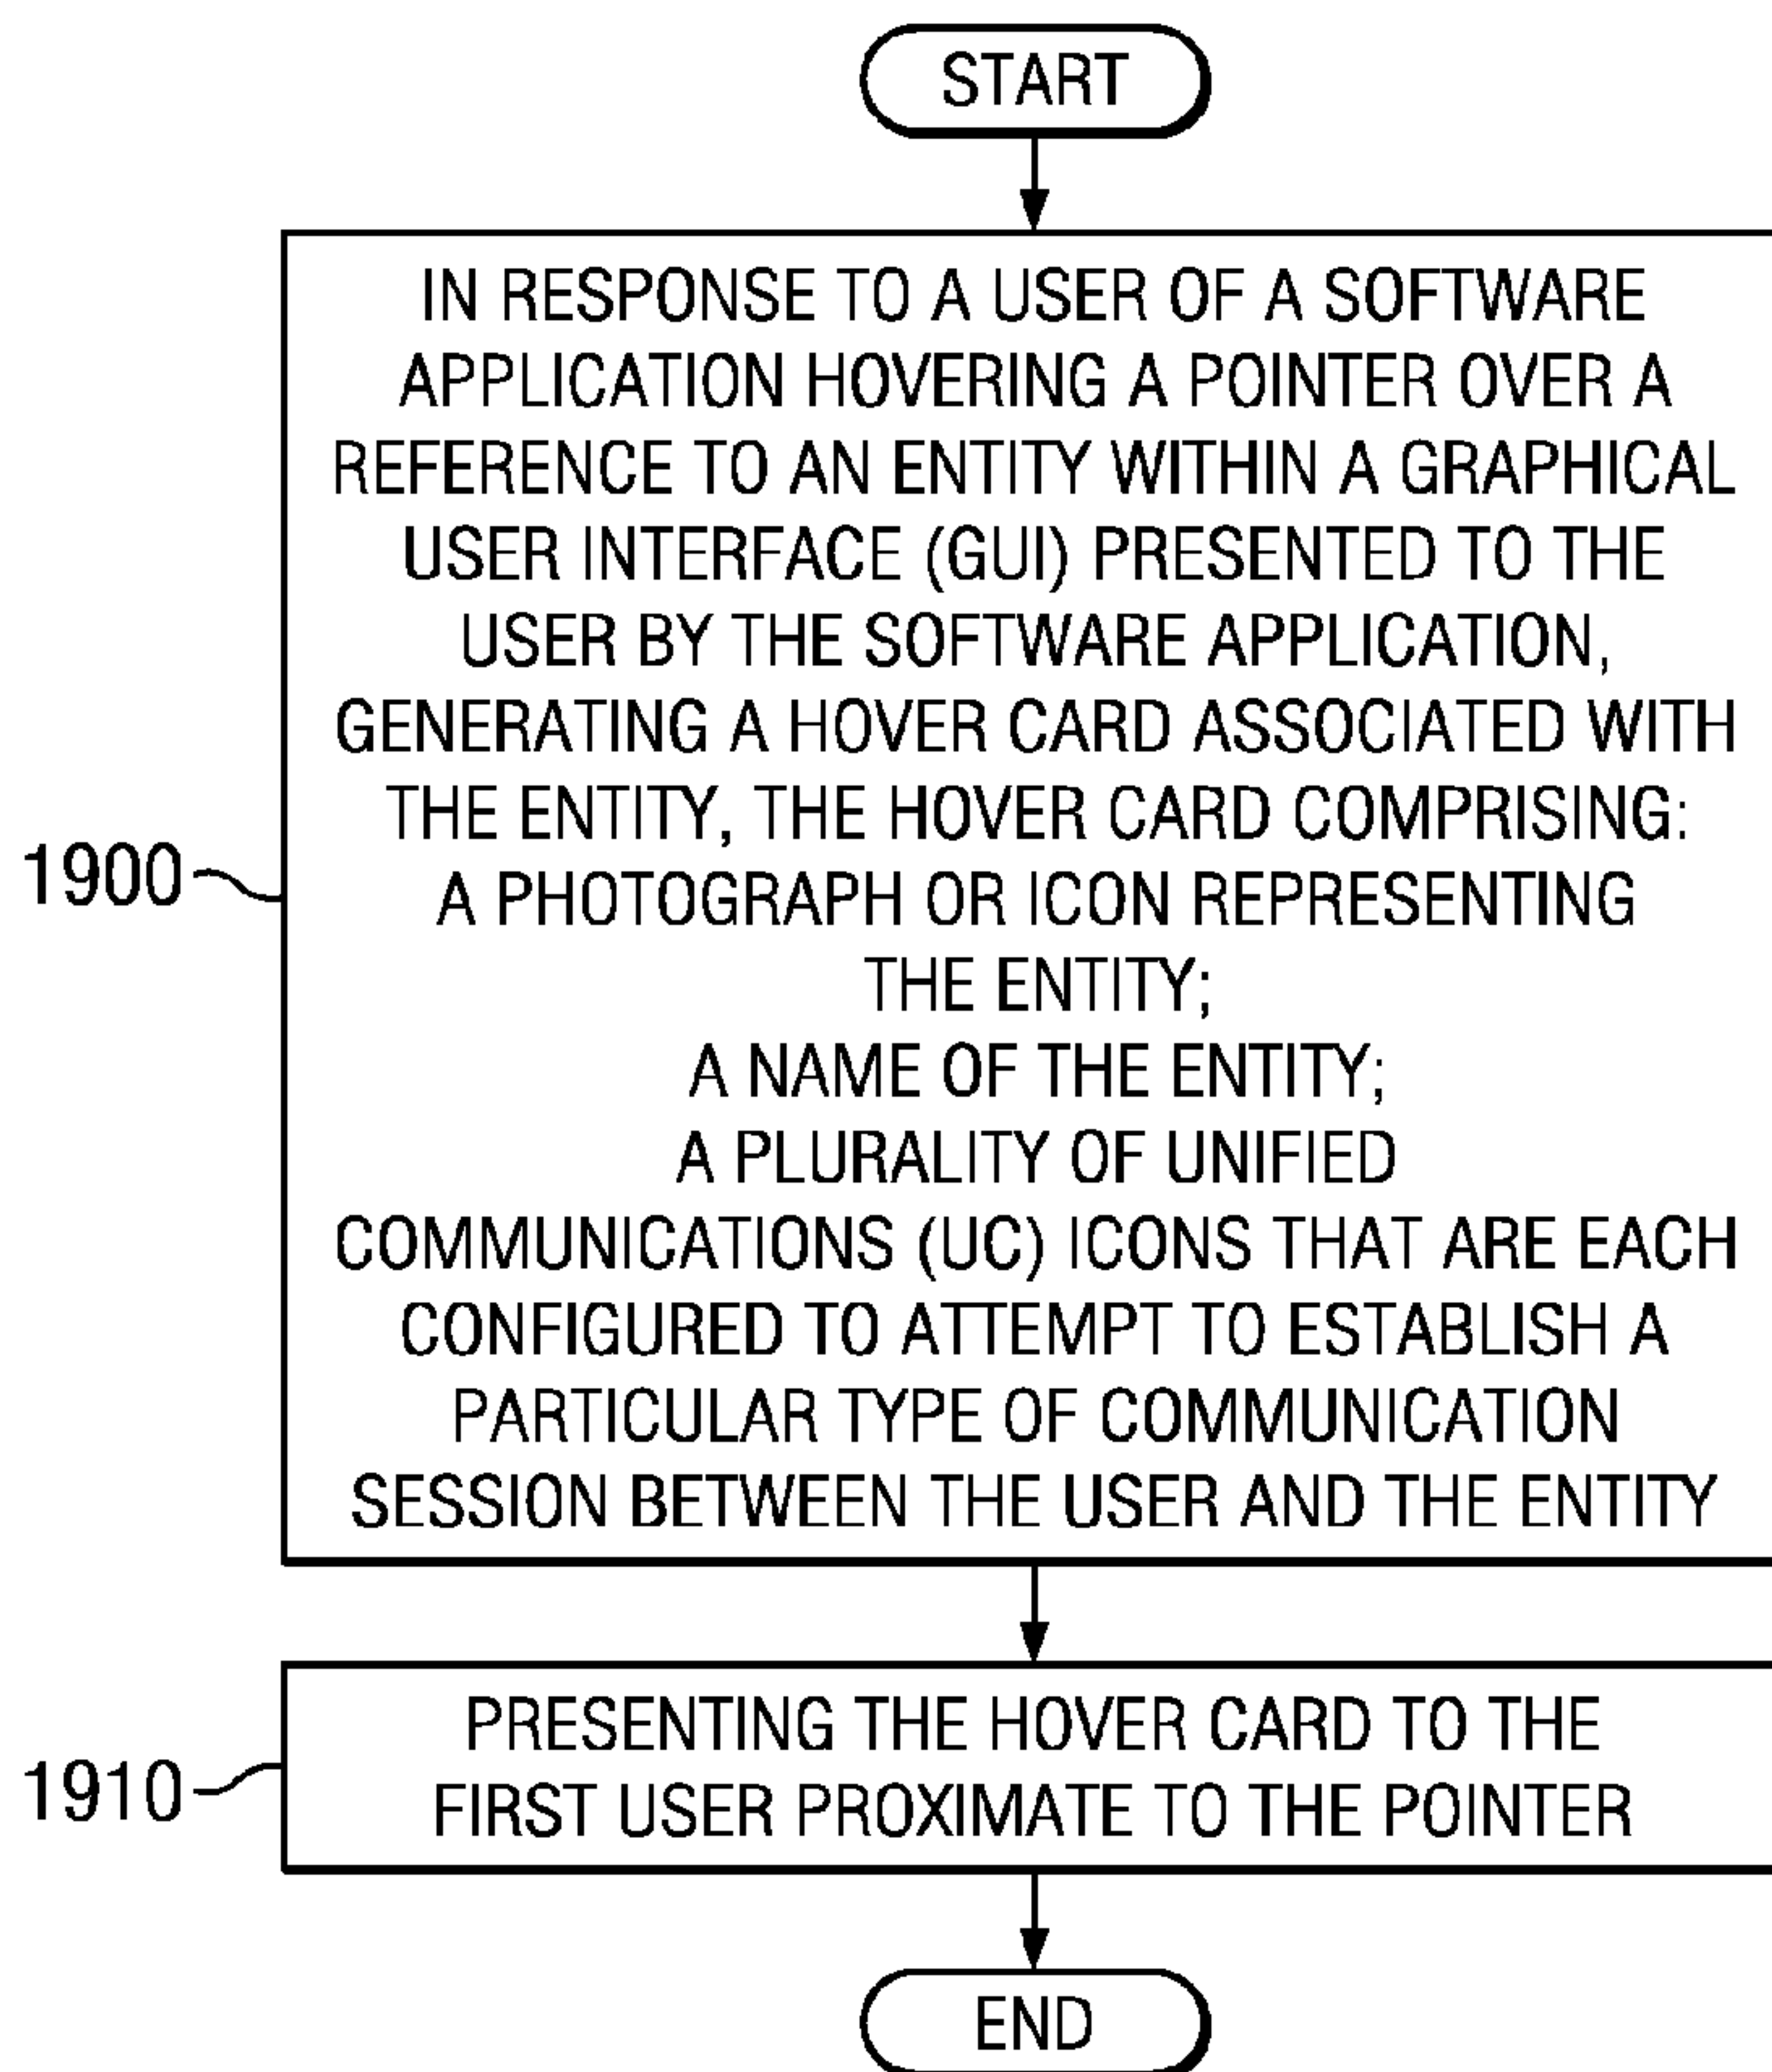 START
IN RESPONSE TO A USER OF A SOFTWARE
APPLICATION HOVERING A POINTER OVER A
REFERENCE TO AN ENTITY WITHIN A GRAPHICAL
USER INTERFACE (GUI) PRESENTED TO THE
USER BY THE SOFTWARE APPLICATION,
GENERATING A HOVER CARD ASSOCIATED WITH
THE ENTITY, THE HOVER CARD COMPRISING:
1900
A PHOTOGRAPH OR ICON REPRESENTING
THE ENTITY;
A NAME OF THE ENTITY;
A PLURALITY OF UNIFIED
COMMUNICATIONS (UC) ICONS THAT ARE EACH
CONFIGURED TO ATTEMPT TO ESTABLISH A
PARTICULAR TYPE OF COMMUNICATION
SESSION BETWEEN THE USER AND THE ENTITY
1910
PRESENTING THE HOVER CARD TO THE
FIRST USER PROXIMATE TO THE POINTER
END